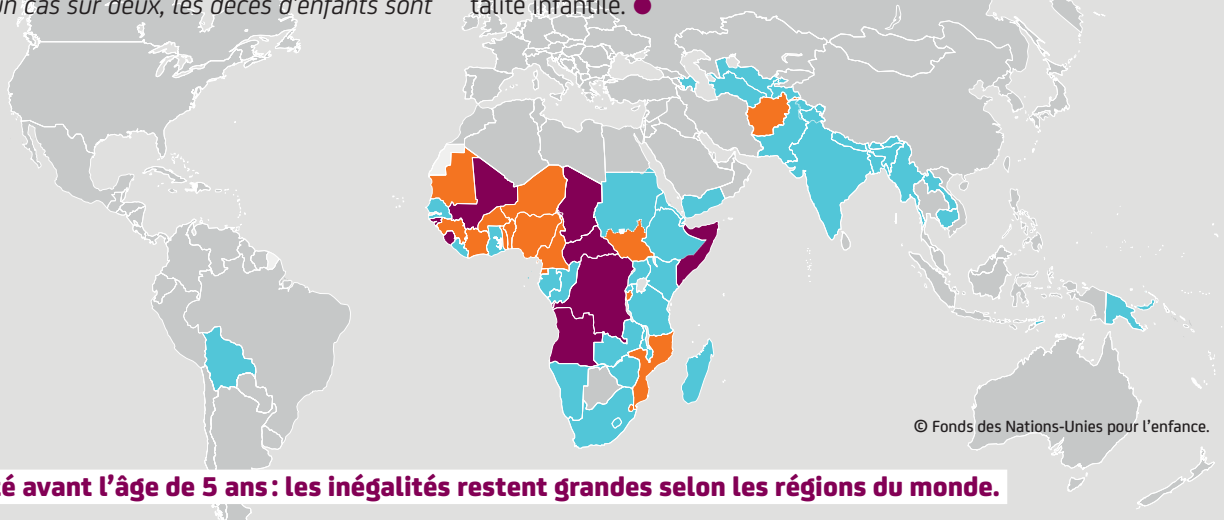 un cas sur deux, les décès d'enfants sont
talité infantile.
© Fonds des Nations-Unies pour l'enfance.
é avant l'âge de 5 ans : les inégalités restent grandes selon les régions du monde.